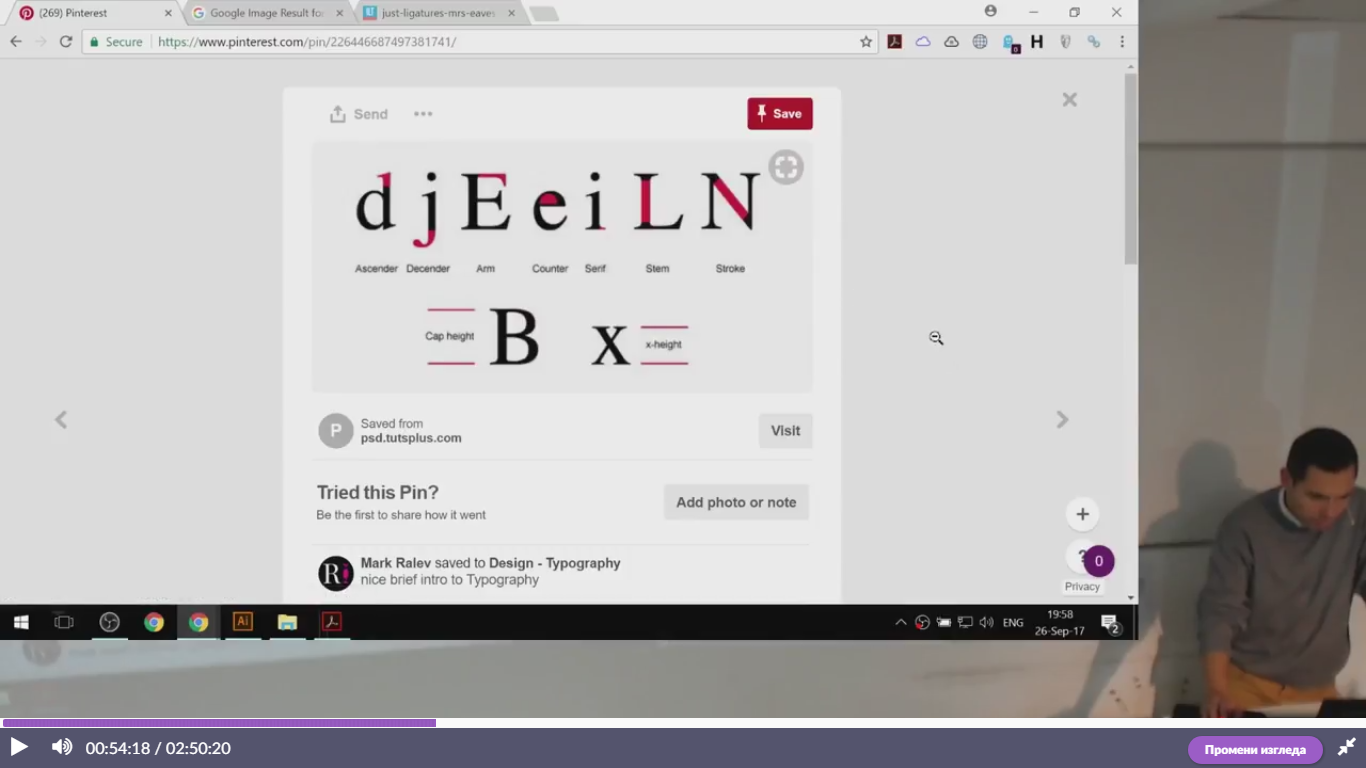 (269) Pinterest
Google Image Result fo
just-ligatures-mrs-eaves
Secure
https://www.pinterest.com/pin/226446687497381741/
H
Send
Save
d j E e i L N
Ascender Decender Arm Counter Serif Stem Stroke
Cap height B x x-height
P
Saved from
psd.tutsplus.com
Visit
Tried this Pin?
Be the first to share how it went
Add photo or note
R
Mark Ralev saved to Design - Typography
nice brief intro to Typography
+
?
0
Privacy
Ai
ENG
19:58
26-Sep-17
2
00:54:18 / 02:50:20
Промени изгледа